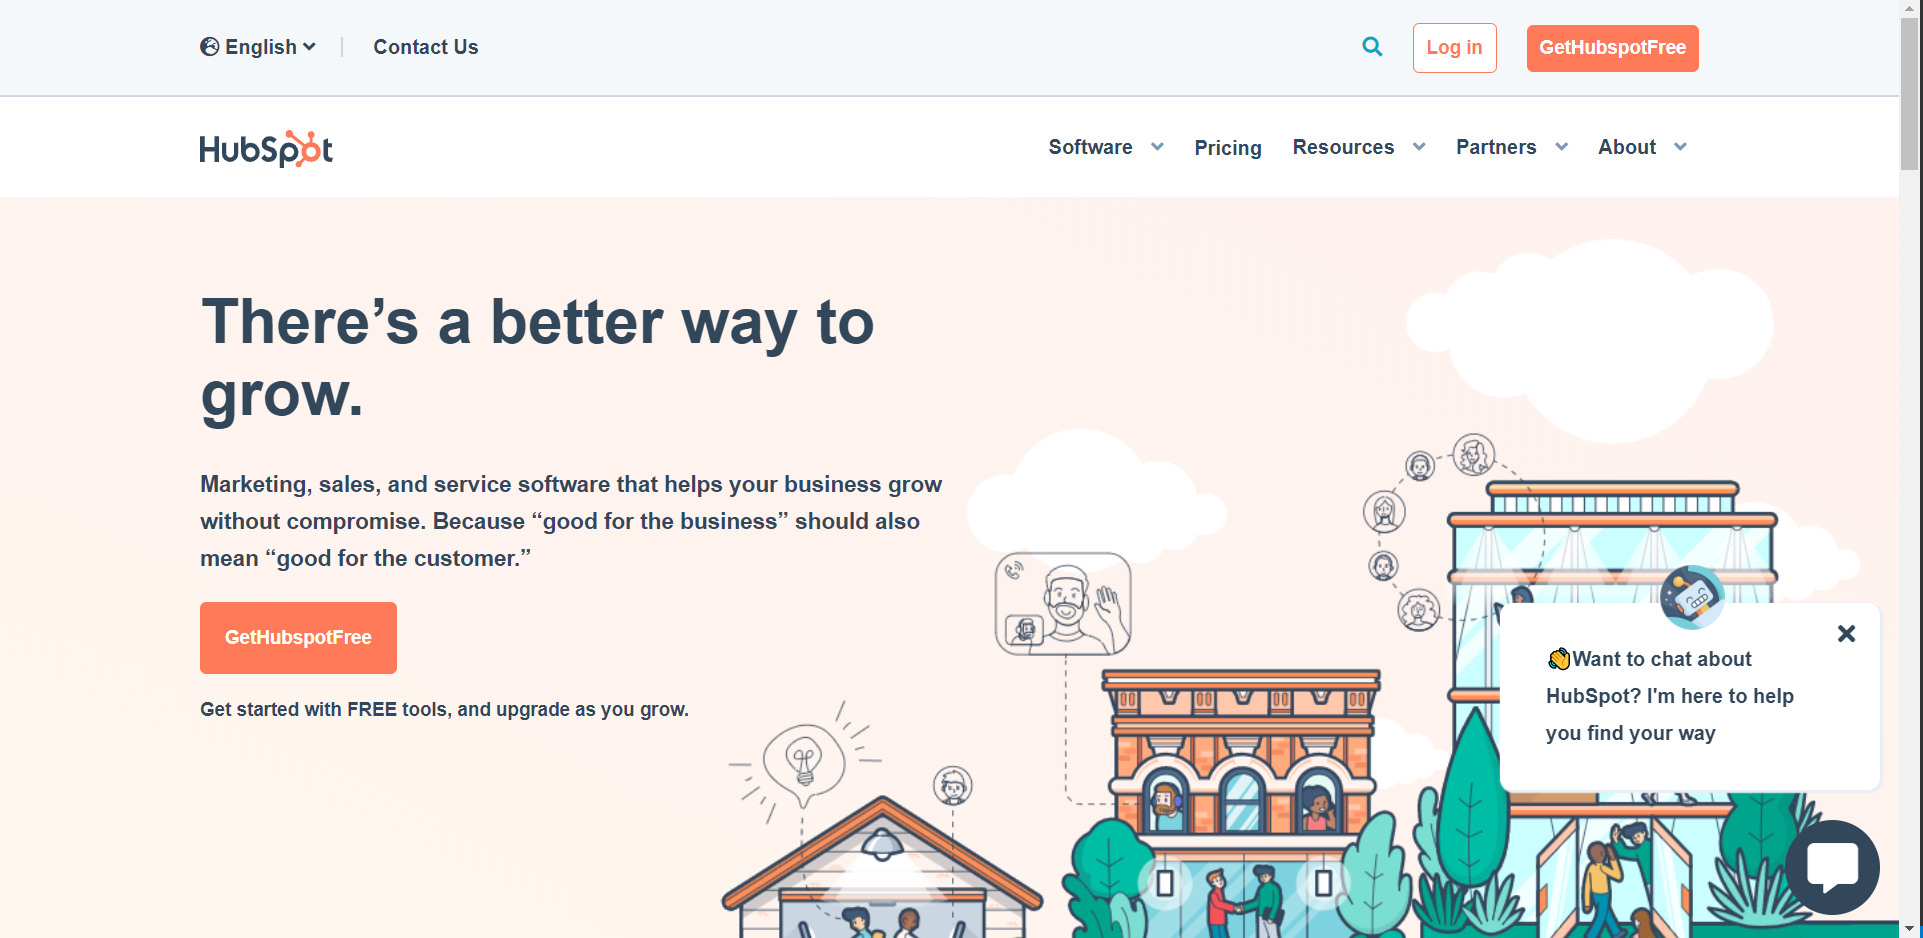 English
Contact Us
Log in
GetHubspotFree
HubSpot
Software
Pricing
Resources
Partners
About
There’s a better way to
grow.
Marketing, sales, and service software that helps your business grow
without compromise. Because “good for the business” should also
mean “good for the customer.”
GetHubspotFree
Get started with FREE tools, and upgrade as you grow.
👋Want to chat about
HubSpot? I'm here to help
you find your way